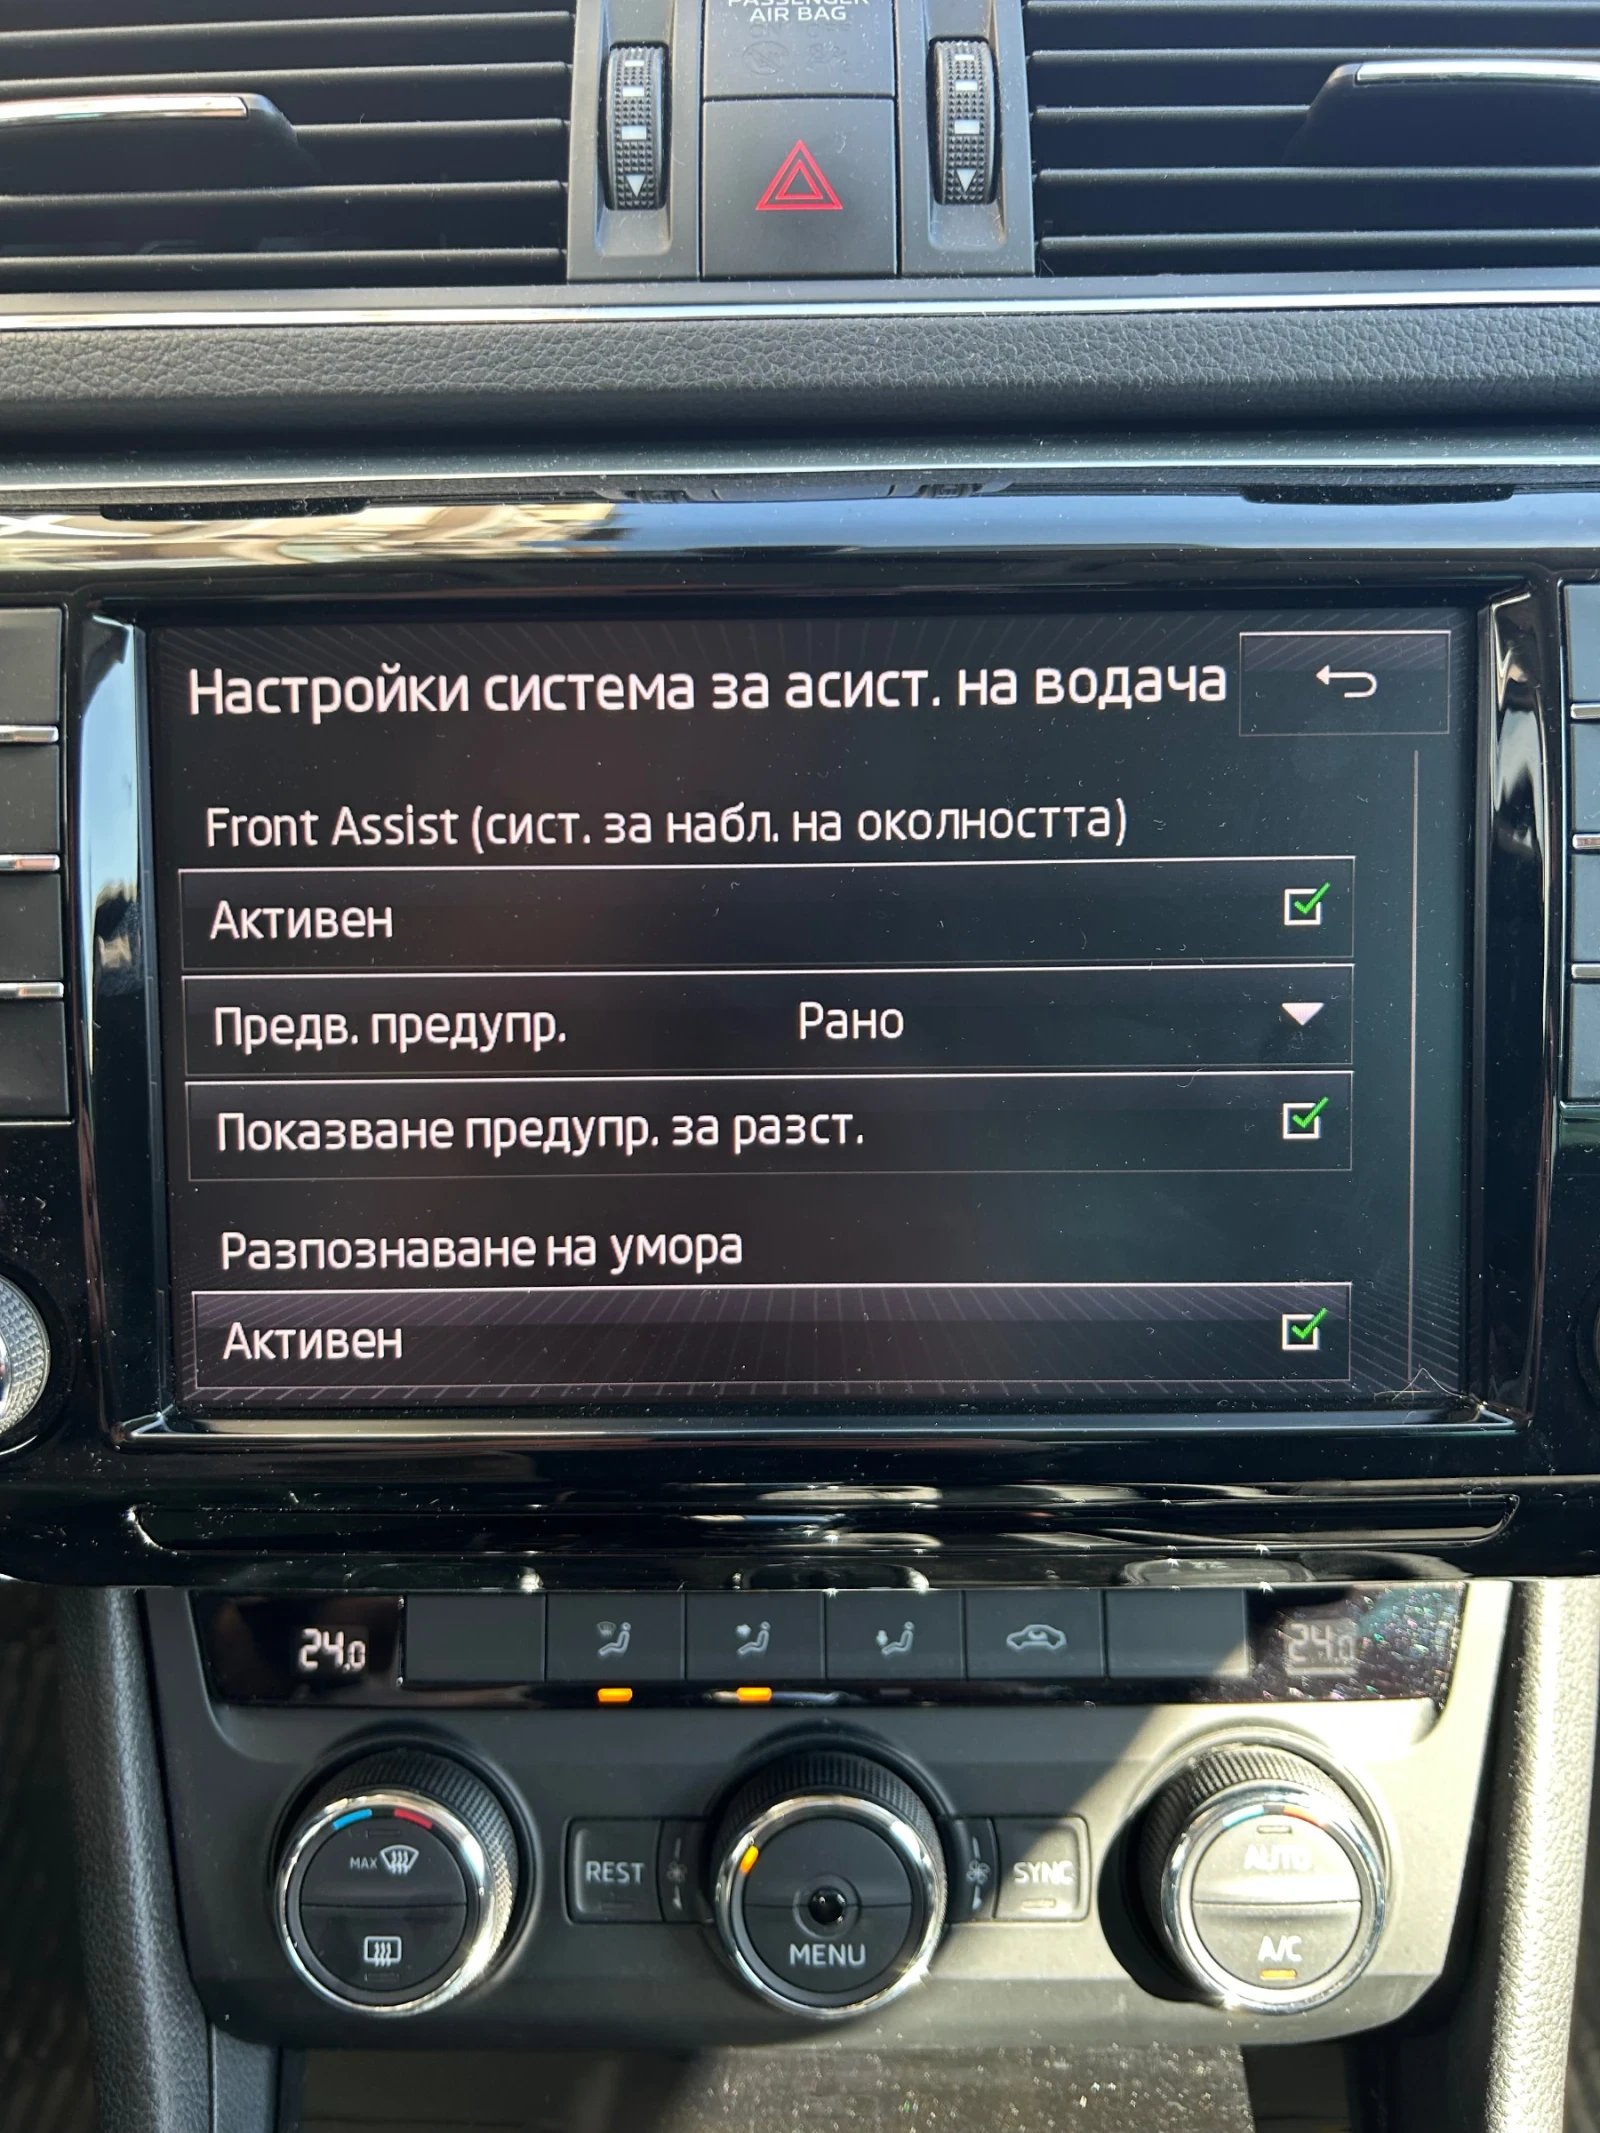 PASSENGER
AIR BAG
Настройки система за асист. на водача
Front Assist (сист. за набл. на околността)
Активен
Предв. предупр. Рано
Показване предупр. за разст.
Разпознаване на умора
Активен
24.0 24.0
MAX REST SYNC AUTO
MENU A/C